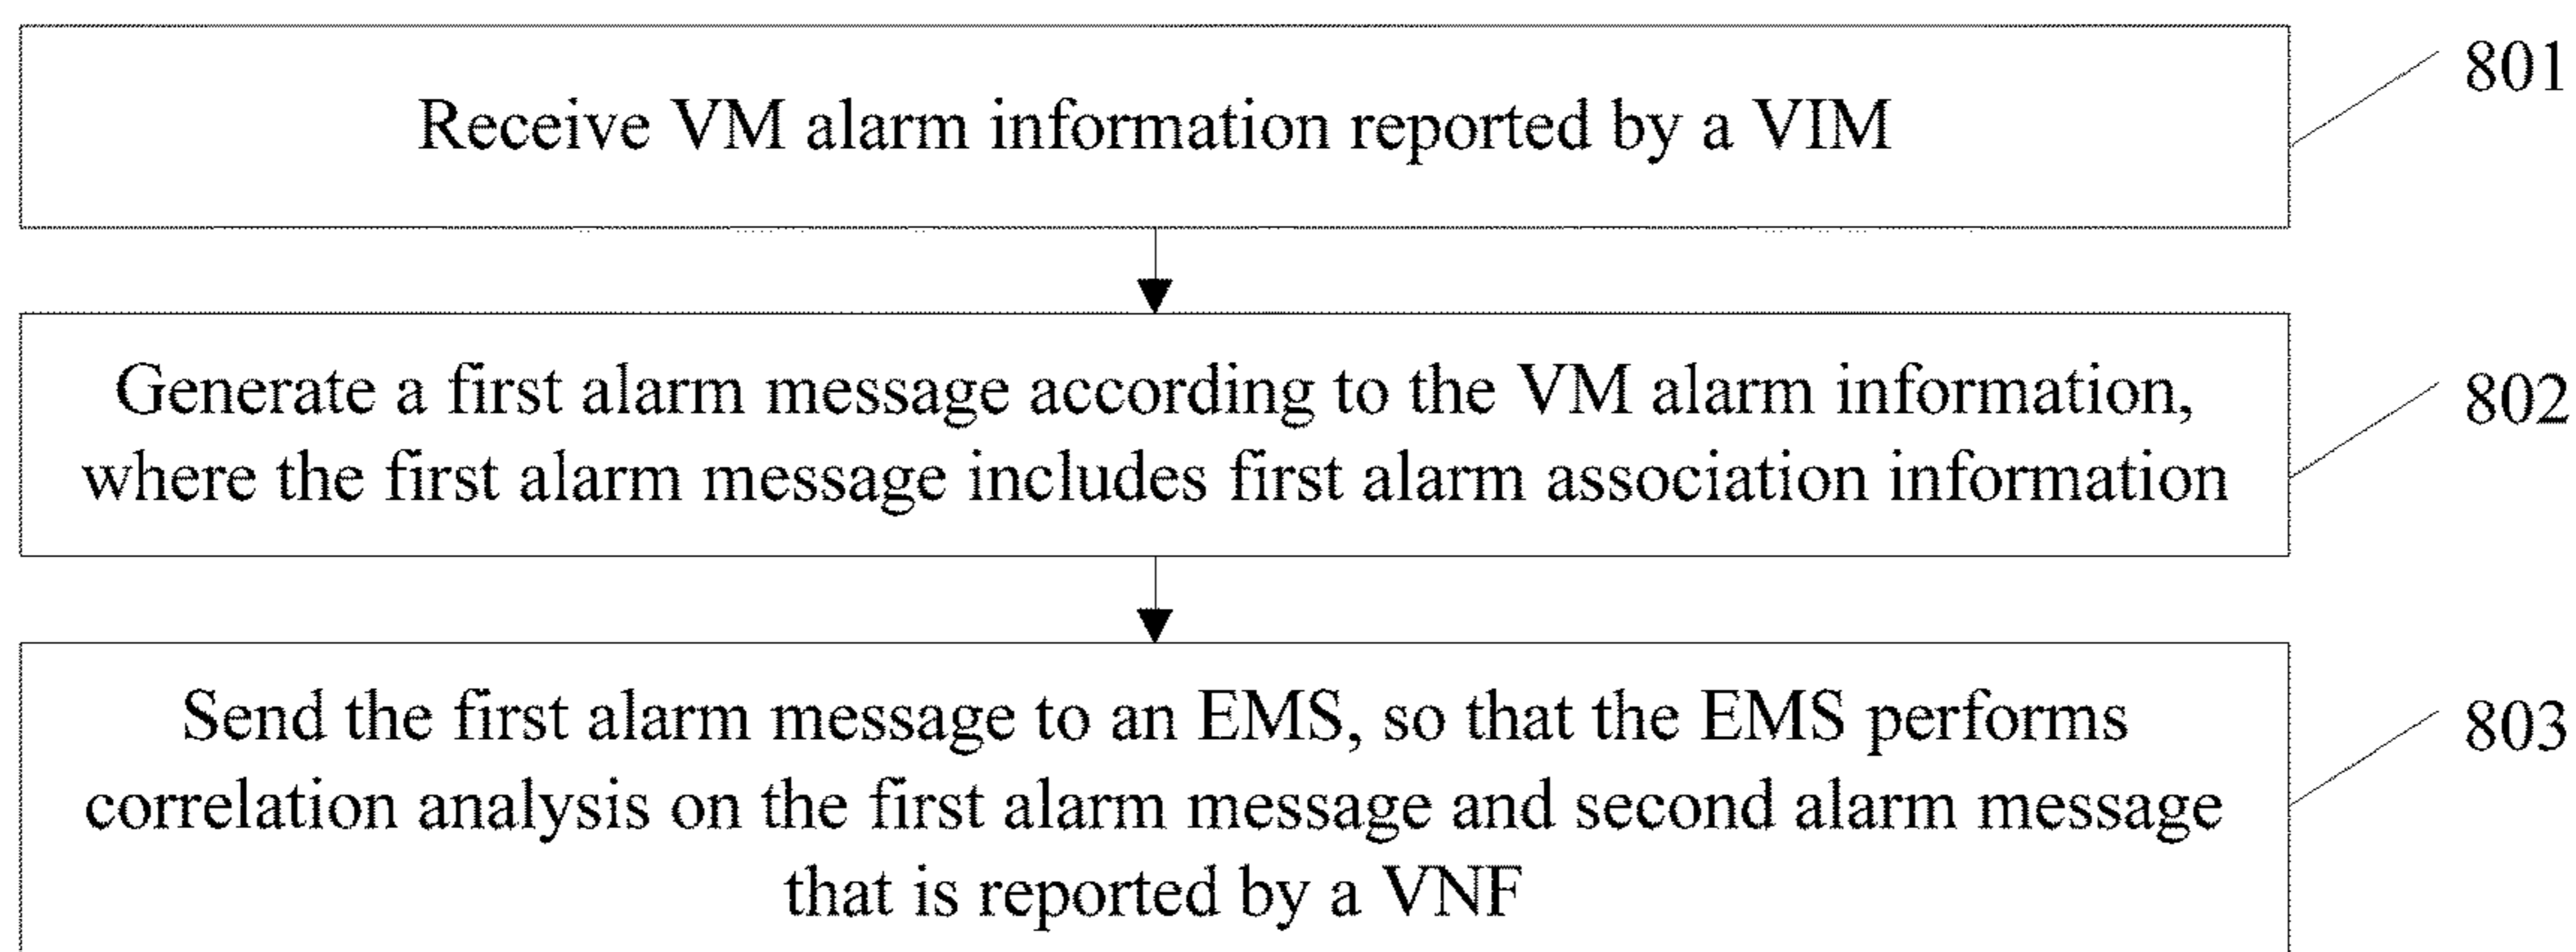 Receive VM alarm information reported by a VIM
801
Generate a first alarm message according to the VM alarm information,
where the first alarm message includes first alarm association information
802
Send the first alarm message to an EMS, so that the EMS performs
correlation analysis on the first alarm message and second alarm message
that is reported by a VNF
803